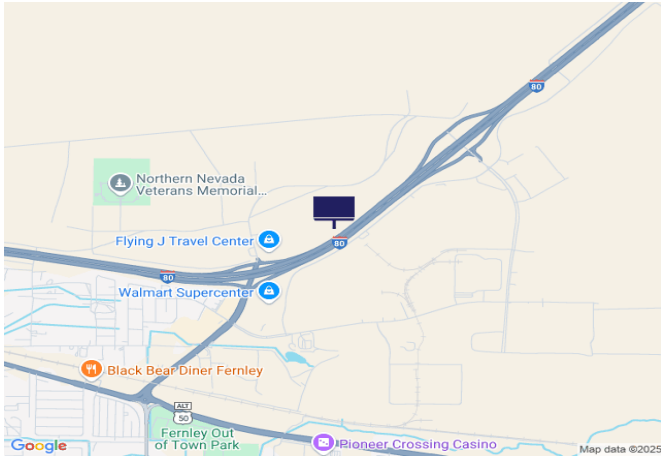 80
Northern Nevada
Veterans Memorial...
Flying J Travel Center
80
80
Walmart Supercenter
Black Bear Diner Fernley
ALT
50
Fernley Out
of Town Park
Pioneer Crossing Casino
Google
Map data ©2025